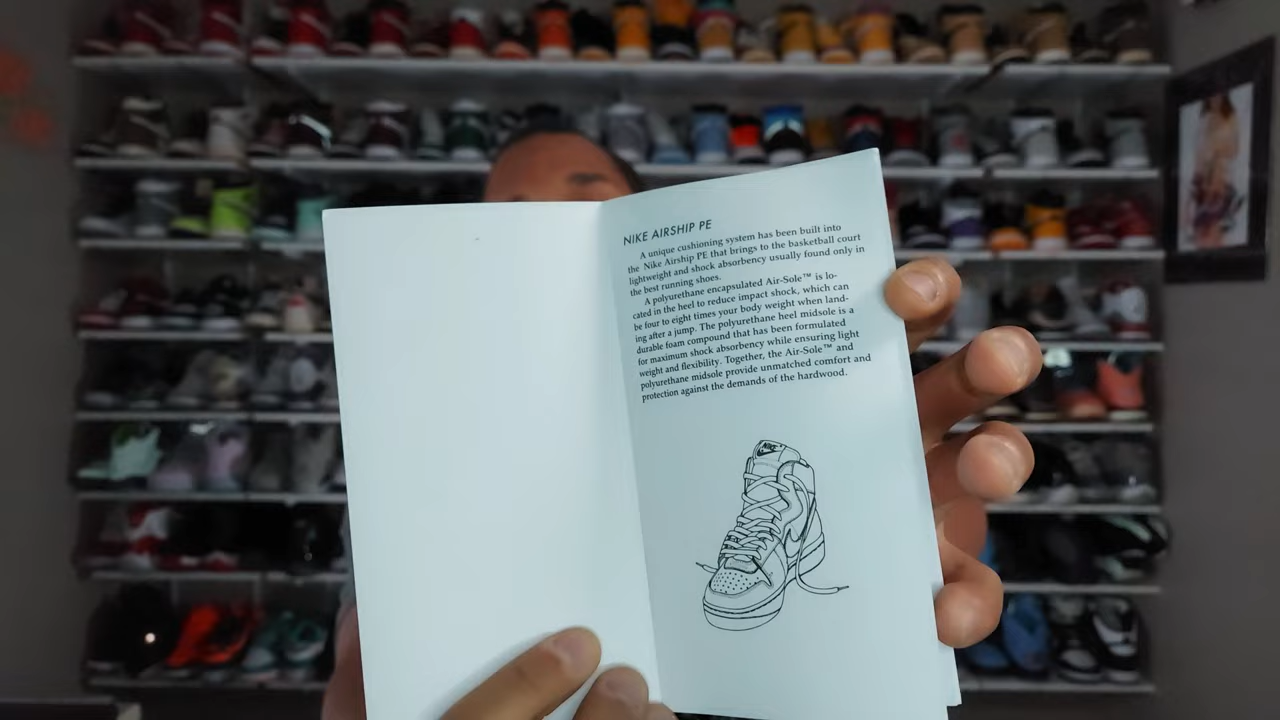 NIKE AIRSHIP PE
A unique cushioning system has been built into
the Nike Airship PE that brings to the basketball court
lightweight and shock absorbency usually found only in
the best running shoes.
A polyurethane encapsulated Air-Sole™ is lo-
cated in the heel to reduce impact shock, which can
be four to eight times your body weight when land-
ing after a jump. The polyurethane heel midsole is a
durable foam compound that has been formulated
for maximum shock absorbency while ensuring light
weight and flexibility. Together, the Air-Sole™ and
polyurethane midsole provide unmatched comfort and
protection against the demands of the hardwood.
NIKE